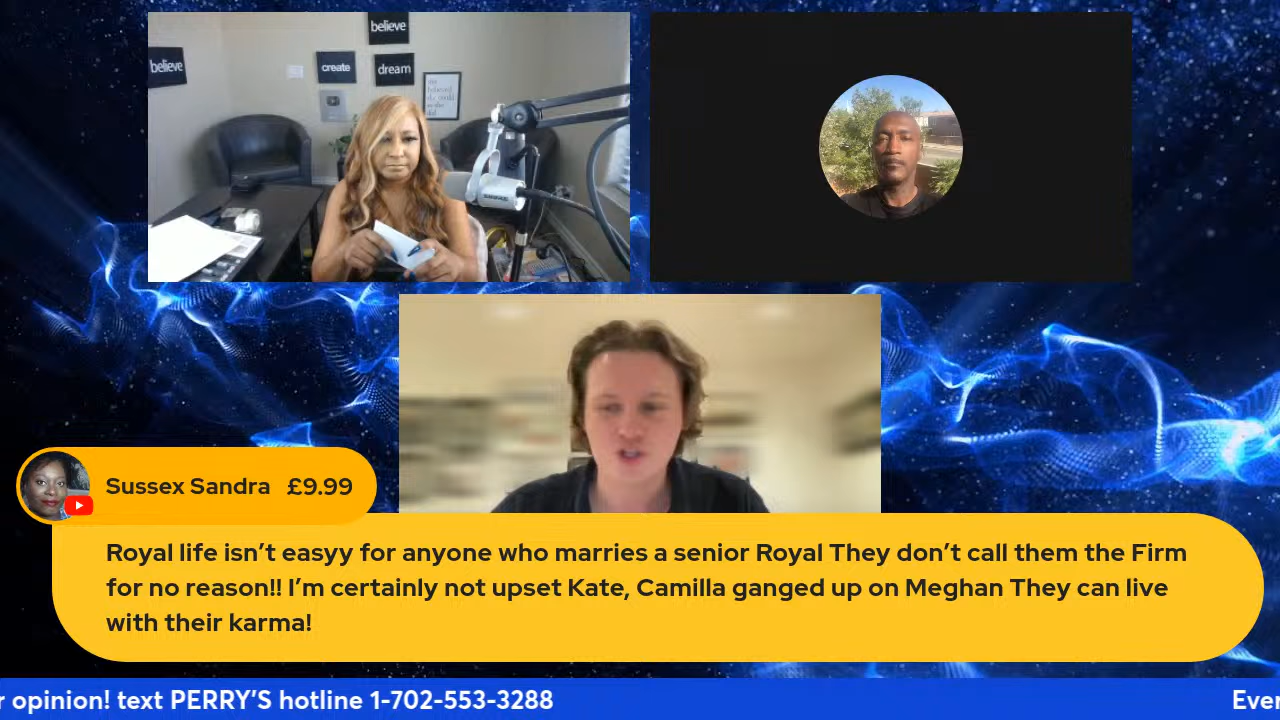 believe
believe
create
dream
Sussex Sandra £9.99
Royal life isn't easyy for anyone who marries a senior Royal They don't call them the Firm
for no reason!! I'm certainly not upset Kate, Camilla ganged up on Meghan They can live
with their karma!
r opinion! text PERRY'S hotline 1-702-553-3288
Ever